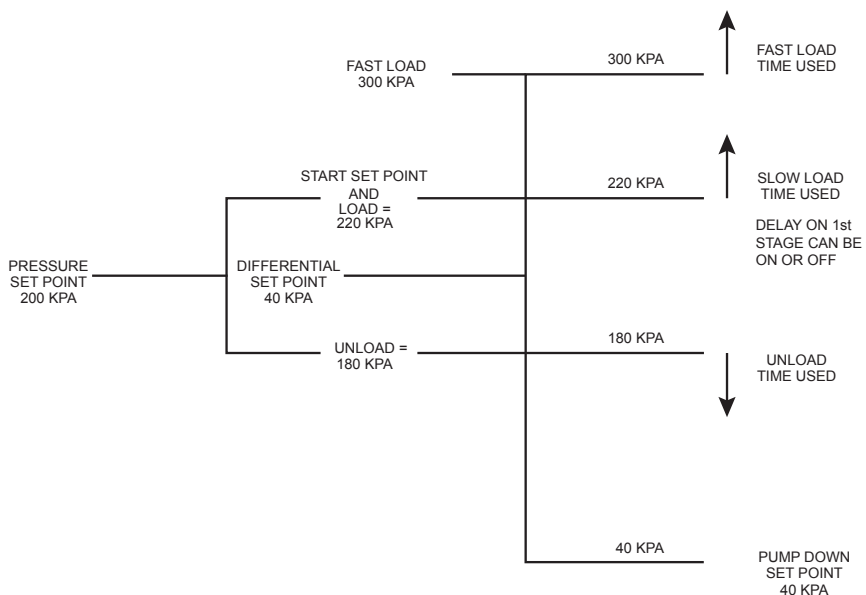 FAST LOAD
300 KPA
300 KPA
FAST LOAD
TIME USED
START SET POINT
AND
LOAD =
220 KPA
220 KPA
SLOW LOAD
TIME USED
DELAY ON 1st
STAGE CAN BE
ON OR OFF
PRESSURE
SET POINT
200 KPA
DIFFERENTIAL
SET POINT
40 KPA
UNLOAD =
180 KPA
180 KPA
UNLOAD
TIME USED
40 KPA
PUMP DOWN
SET POINT
40 KPA